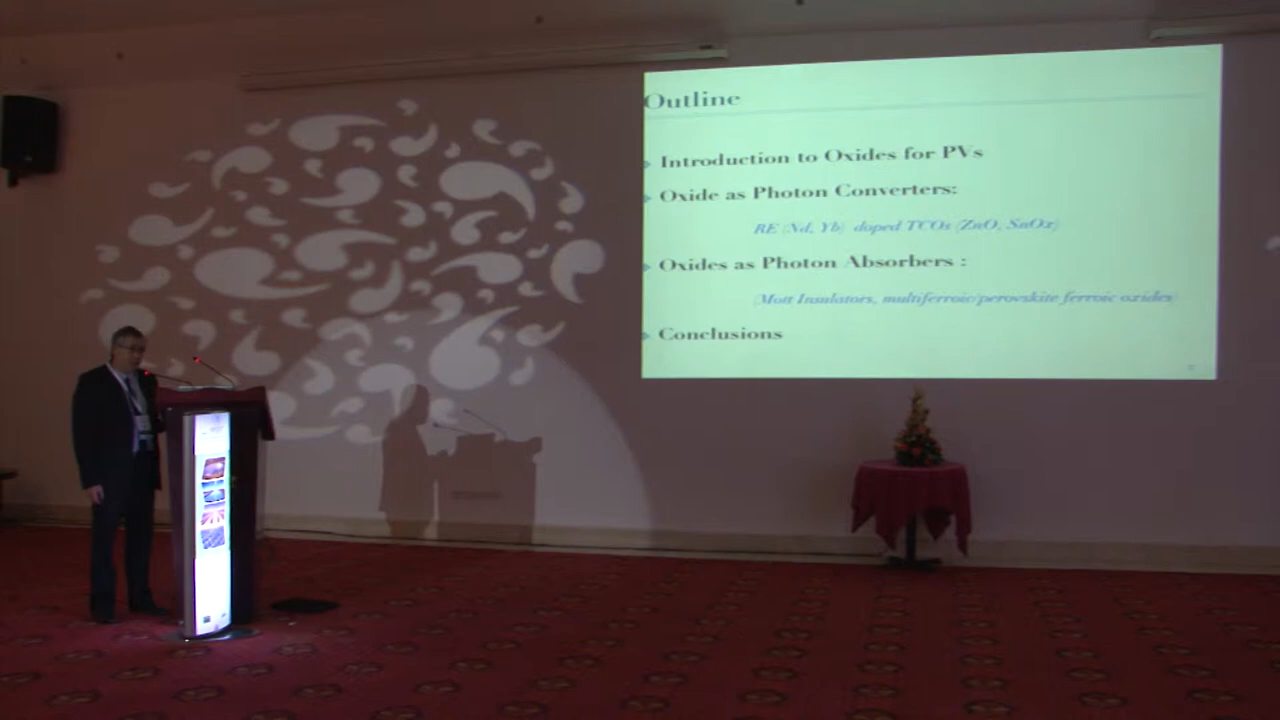 Outline
Introduction to Oxides for PVs
Oxide as Photon Converters:
RE (Nd, Yb) doped TCOs (ZnO, SnOx)
Oxides as Photon Absorbers :
(Mott Insulators, multiferroic/perovskite ferroic oxides)
Conclusions